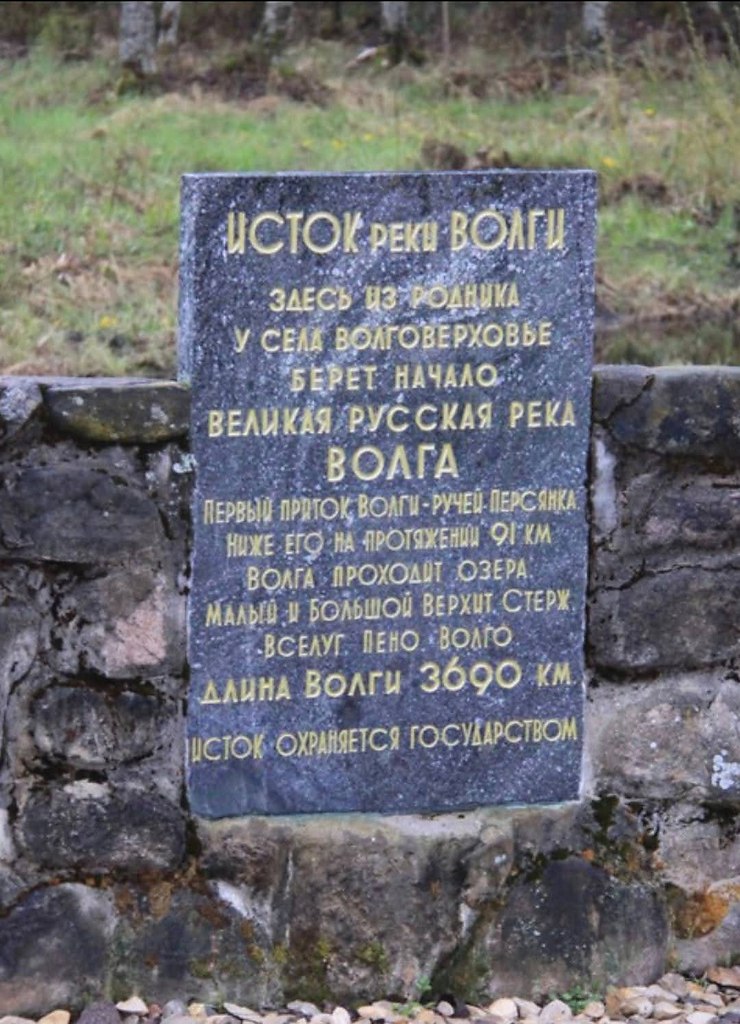 ИСТОК РЕКИ ВОЛГИ
ЗДЕСЬ ИЗ РОДНИКА
У СЕЛА ВОЛГОВЕРХОВЬЕ
БЕРЕТ НАЧАЛО
ВЕЛИКАЯ РУССКАЯ РЕКА
ВОЛГА
ПЕРВЫЙ ПРИТОК ВОЛГИ - РУЧЕЙ ПЕРСЯНКА.
НИЖЕ ЕГО НА ПРОТЯЖЕНИИ 91 КМ
ВОЛГА ПРОХОДИТ ОЗЕРА:
МАЛЫЙ И БОЛЬШОЙ ВЕРХИТ, СТЕРЖ,
ВСЕЛУГ, ПЕНО, ВОЛГО.
ДЛИНА ВОЛГИ 3690 КМ.
ИСТОК ОХРАНЯЕТСЯ ГОСУДАРСТВОМ